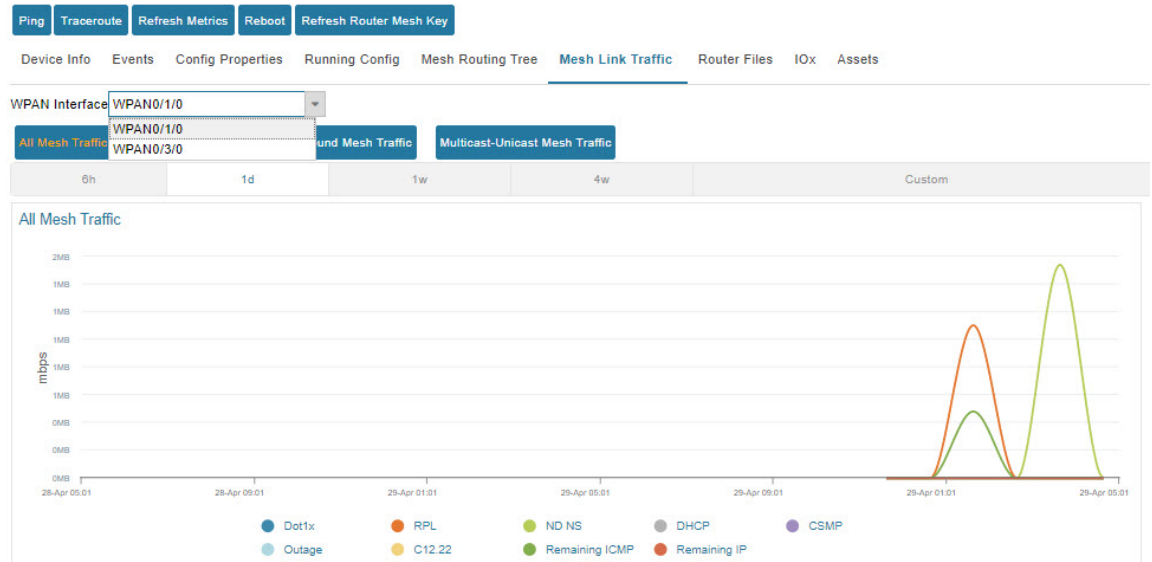 Ping Traceroute Refresh Metrics Reboot Refresh Router Mesh Key
Device Info Events Config Properties Running Config Mesh Routing Tree Mesh Link Traffic Router Files IOx Assets
WPAN Interface WPAN0/1/0
WPAN0/1/0
WPAN0/3/0
All Mesh Traffic und Mesh Traffic Multicast-Unicast Mesh Traffic
6h 1d 1w 4w Custom
All Mesh Traffic
2MB
1MB
1MB
1MB
1MB
1MB
0MB
0MB
0MB
mbps
28-Apr 05:01 28-Apr 09:01 29-Apr 01:01 29-Apr 05:01 29-Apr 09:01 29-Apr 01:01 29-Apr 05:01
Dot1x RPL ND NS DHCP CSMP
Outage C12.22 Remaining ICMP Remaining IP